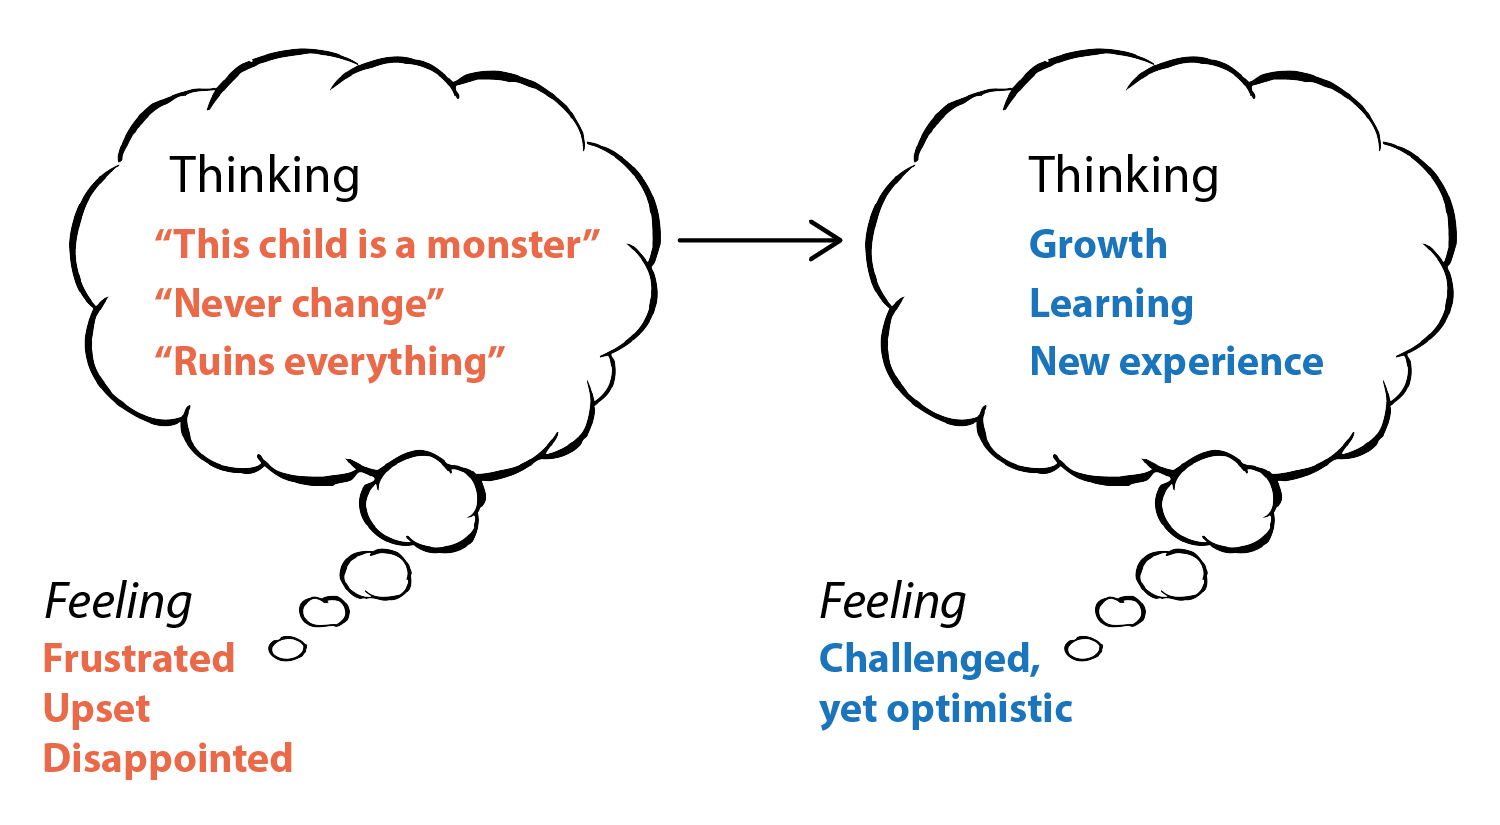 Thinking
“This child is a monster”
“Never change”
“Ruins everything”
Feeling
Frustrated
Upset
Disappointed
Thinking
Growth
Learning
New experience
Feeling
Challenged,
yet optimistic